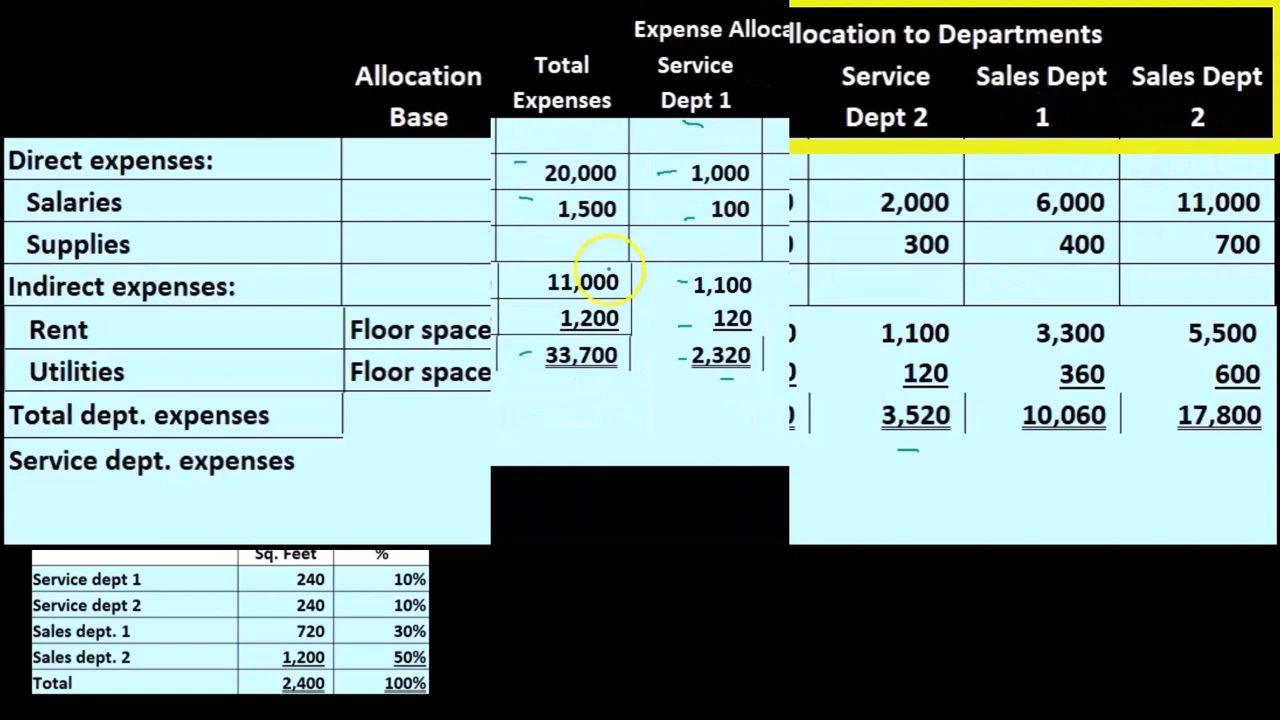 Expense Alloca
llocation to Departments
Allocation Base
Total Expenses
Service Dept 1
Service Dept 2
Sales Dept 1
Sales Dept 2
Direct expenses:
Salaries 20,000 1,000 2,000 6,000 11,000
Supplies 1,500 100 300 400 700
Indirect expenses:
Rent Floor space 11,000 1,100 1,100 3,300 5,500
Utilities Floor space 1,200 120 120 360 600
Total dept. expenses 33,700 2,320 3,520 10,060 17,800
Service dept. expenses
Sq. Feet %
Service dept 1 240 10%
Service dept 2 240 10%
Sales dept. 1 720 30%
Sales dept. 2 1,200 50%
Total 2,400 100%